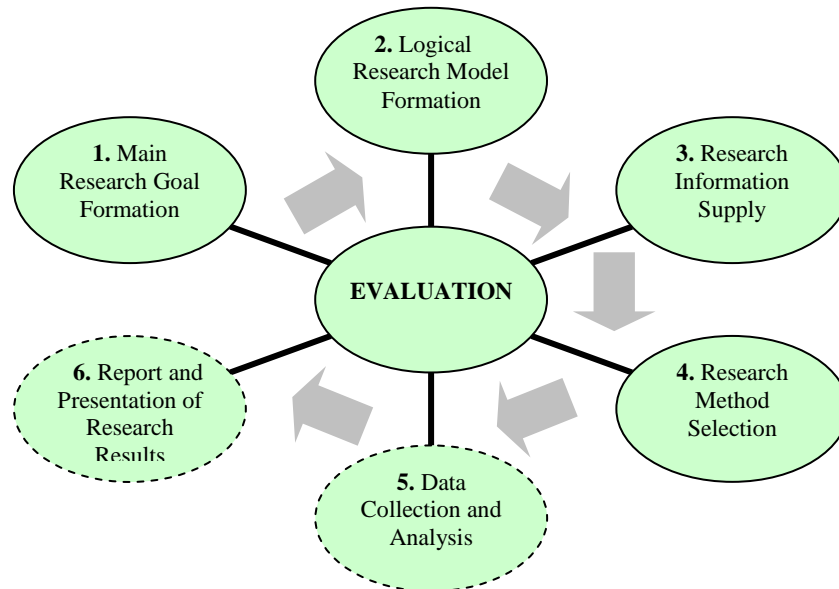 1. Main
Research Goal
Formation
2. Logical
Research Model
Formation
3. Research
Information
Supply
EVALUATION
4. Research
Method
Selection
5. Data
Collection and
Analysis
6. Report and
Presentation of
Research
Results